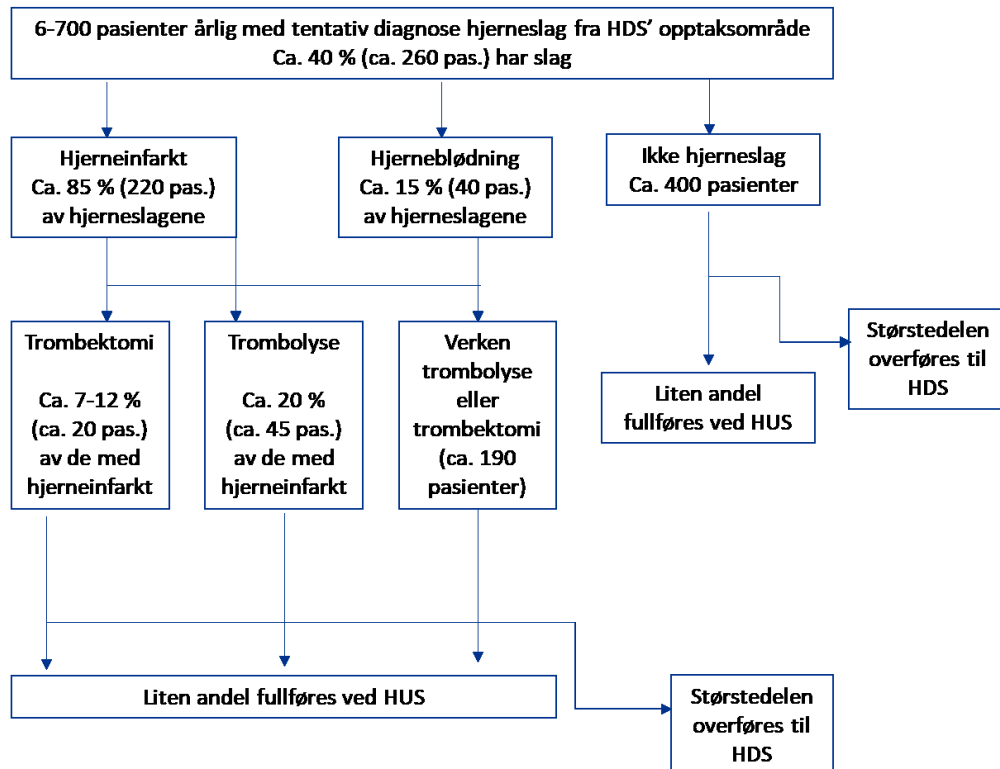 6-700 pasienter årlig med tentativ diagnose hjerneslag fra HDS' opptaksområde
Ca. 40 % (ca. 260 pas.) har slag
Hjerneinfarkt
Ca. 85 % (220 pas.)
av hjerneslagene
Hjerneblødning
Ca. 15 % (40 pas.)
av hjerneslagene
Ikke hjerneslag
Ca. 400 pasienter
Trombektomi
Ca. 7-12 %
(ca. 20 pas.)
av de med
hjerneinfarkt
Trombolyse
Ca. 20 %
(ca. 45 pas.)
av de med
hjerneinfarkt
Verken
trombolyse
eller
trombektomi
(ca. 190
pasienter)
Liten andel
fullføres ved HUS
Størstedelen
overføres til
HDS
Liten andel fullføres ved HUS
Størstedelen
overføres til
HDS